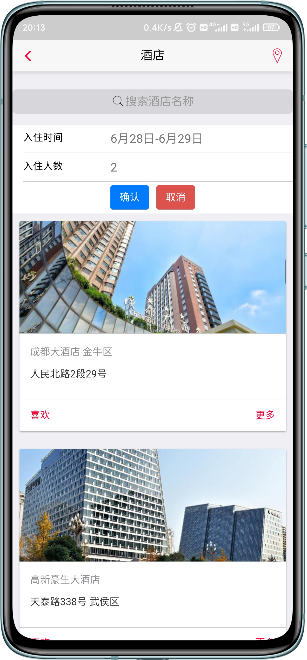 20:13
0.4K/s
酒店
搜索酒店名称
入住时间 6月28日-6月29日
入住人数 2
确认 取消
成都大酒店 金牛区
人民北路2段29号
喜欢 更多
高新豪生大酒店
天泰路338号 武侯区